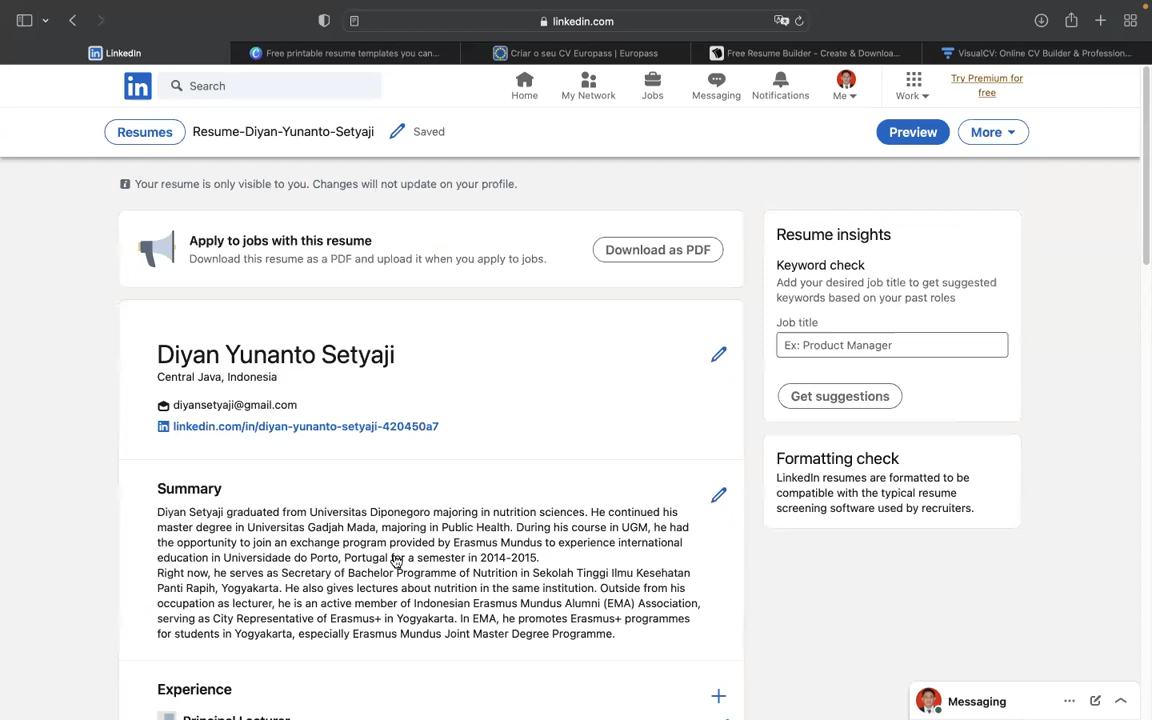 linkedin.com
LinkedIn
Free printable resume templates you can...
Criar o seu CV Europass | Europass
Free Resume Builder - Create & Downloa...
VisualCV: Online CV Builder & Profession...
in
Search
Home
My Network
Jobs
Messaging
Notifications
Me
Work
Try Premium for
free
Resumes
Resume-Diyan-Yunanto-Setyaji
Saved
Preview
More
Your resume is only visible to you. Changes will not update on your profile.
Apply to jobs with this resume
Download this resume as a PDF and upload it when you apply to jobs.
Download as PDF
Diyan Yunanto Setyaji
Central Java, Indonesia
diyansetyaji@gmail.com
linkedin.com/in/diyan-yunanto-setyaji-420450a7
Summary
Diyan Setyaji graduated from Universitas Diponegoro majoring in nutrition sciences. He continued his
master degree in Universitas Gadjah Mada, majoring in Public Health. During his course in UGM, he had
the opportunity to join an exchange program provided by Erasmus Mundus to experience international
education in Universidade do Porto, Portugal for a semester in 2014-2015.
Right now, he serves as Secretary of Bachelor Programme of Nutrition in Sekolah Tinggi Ilmu Kesehatan
Panti Rapih, Yogyakarta. He also gives lectures about nutrition in the same institution. Outside from his
occupation as lecturer, he is an active member of Indonesian Erasmus Mundus Alumni (EMA) Association,
serving as City Representative of Erasmus+ in Yogyakarta. In EMA, he promotes Erasmus+ programmes
for students in Yogyakarta, especially Erasmus Mundus Joint Master Degree Programme.
Experience
Principal Lecturer
Resume insights
Keyword check
Add your desired job title to get suggested
keywords based on your past roles
Job title
Ex: Product Manager
Get suggestions
Formatting check
LinkedIn resumes are formatted to be
compatible with the typical resume
screening software used by recruiters.
Messaging